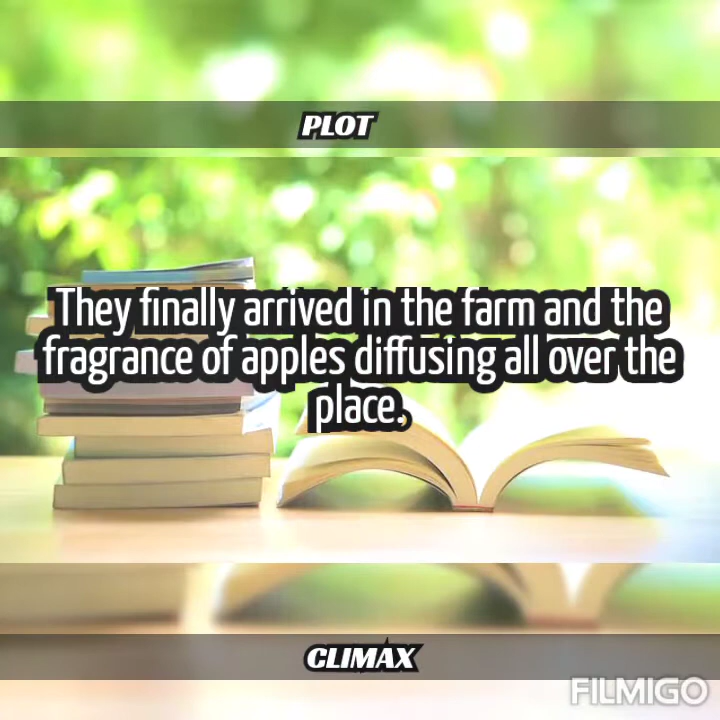 PLOT
They finally arrived in the farm and the
fragrance of apples diffusing all over the
place.
CLIMAX
FILMIGO